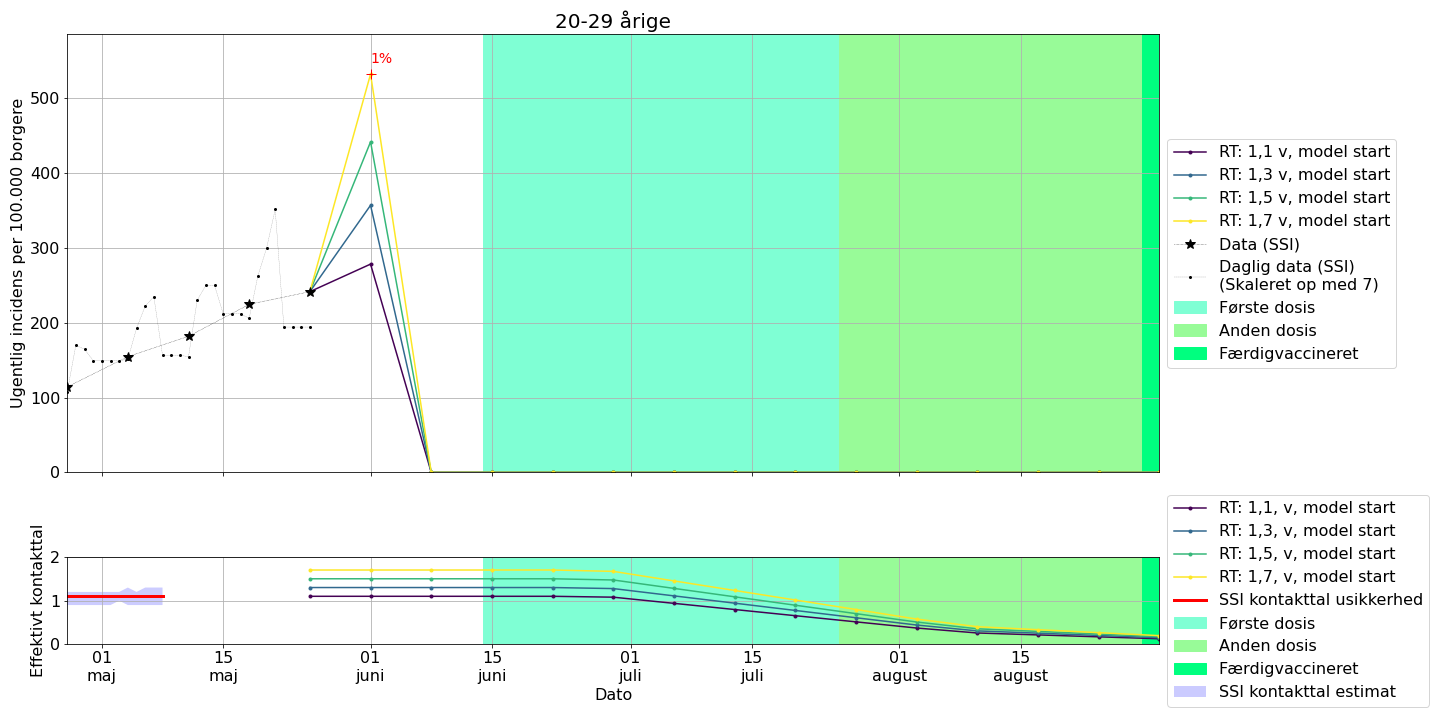 20-29 årige
1%
Ugentlig incidens per 100.000 borgere
500
400
300
200
100
0
RT: 1,1 v, model start
RT: 1,3 v, model start
RT: 1,5 v, model start
RT: 1,7 v, model start
Data (SSI)
Daglig data (SSI)
(Skaleret op med 7)
Første dosis
Anden dosis
Færdigvaccineret
Effektivt kontakttal
2
1
0
01 15 01 15 01 15 01 15
maj maj juni juni juli juli august august
Dato
RT: 1,1, v, model start
RT: 1,3, v, model start
RT: 1,5, v, model start
RT: 1,7, v, model start
SSI kontakttal usikkerhed
Første dosis
Anden dosis
Færdigvaccineret
SSI kontakttal estimat